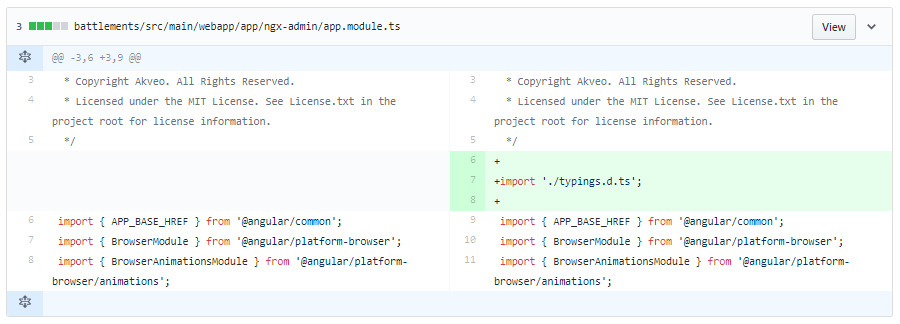 3 battlements/src/main/webapp/app/ngx-admin/app.module.ts View
@@ -3,6 +3,9 @@
3 * Copyright Akveo. All Rights Reserved.
4 * Licensed under the MIT License. See License.txt in the
project root for license information.
5 */
6 import { APP_BASE_HREF } from '@angular/common';
7 import { BrowserModule } from '@angular/platform-browser';
8 import { BrowserAnimationsModule } from '@angular/platform-
browser/animations';
3 * Copyright Akveo. All Rights Reserved.
4 * Licensed under the MIT License. See License.txt in the
project root for license information.
5 */
6 +
7 +import './typings.d.ts';
8 +
9 import { APP_BASE_HREF } from '@angular/common';
10 import { BrowserModule } from '@angular/platform-browser';
11 import { BrowserAnimationsModule } from '@angular/platform-
browser/animations';